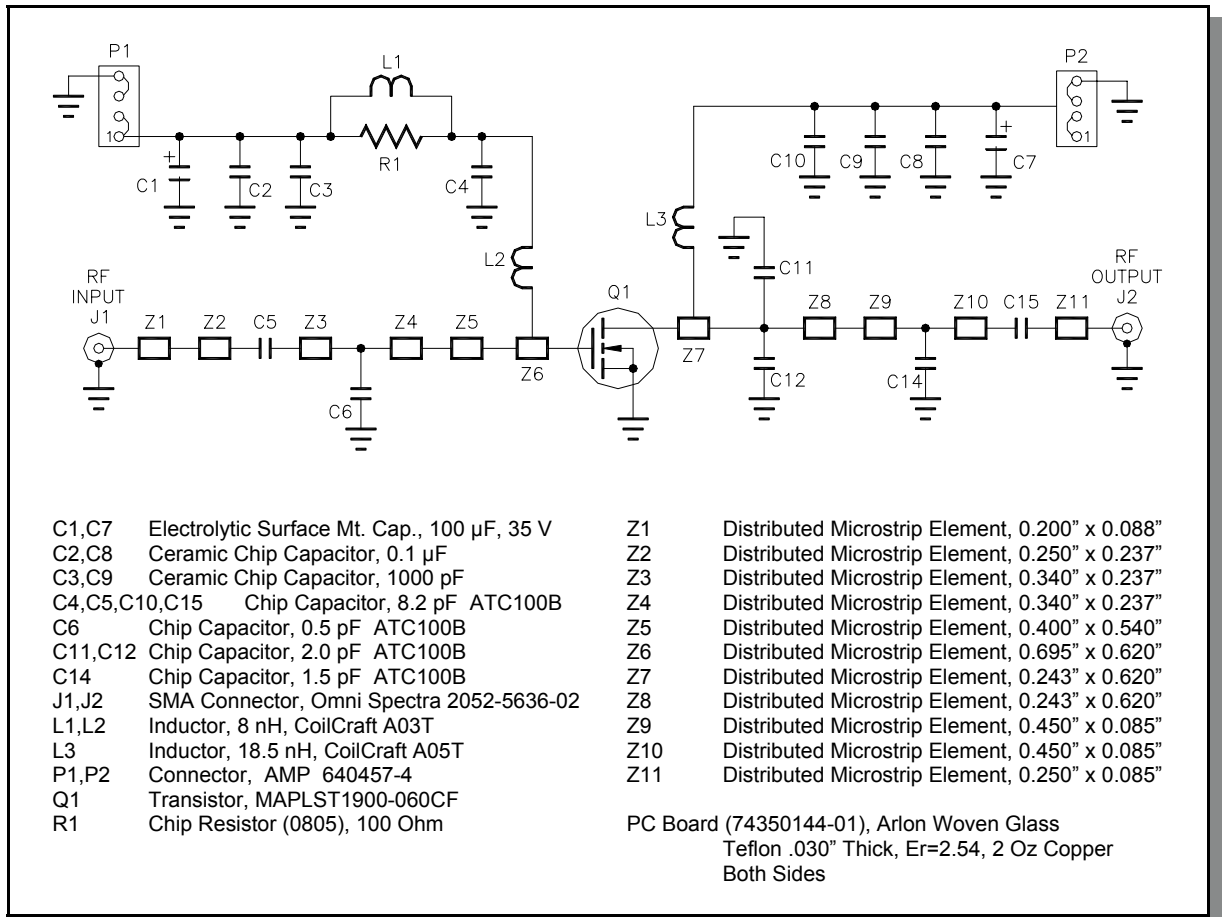 P1
L1
P2
1
R1
+
C1
C2
C3
C4
C10
C9
C8
+
C7
1
L2
L3
C11
RF
INPUT
J1
Z1
Z2
C5
Z3
Z4
Z5
Z6
Q1
Z7
Z8
Z9
Z10
C15
Z11
RF
OUTPUT
J2
C6
C12
C14
C1,C7 Electrolytic Surface Mt. Cap., 100 µF, 35 V
C2,C8 Ceramic Chip Capacitor, 0.1 µF
C3,C9 Ceramic Chip Capacitor, 1000 pF
C4,C5,C10,C15 Chip Capacitor, 8.2 pF ATC100B
C6 Chip Capacitor, 0.5 pF ATC100B
C11,C12 Chip Capacitor, 2.0 pF ATC100B
C14 Chip Capacitor, 1.5 pF ATC100B
J1,J2 SMA Connector, Omni Spectra 2052-5636-02
L1,L2 Inductor, 8 nH, CoilCraft A03T
L3 Inductor, 18.5 nH, CoilCraft A05T
P1,P2 Connector, AMP 640457-4
Q1 Transistor, MAPLST1900-060CF
R1 Chip Resistor (0805), 100 Ohm
Z1 Distributed Microstrip Element, 0.200” x 0.088”
Z2 Distributed Microstrip Element, 0.250” x 0.237”
Z3 Distributed Microstrip Element, 0.340” x 0.237”
Z4 Distributed Microstrip Element, 0.340” x 0.237”
Z5 Distributed Microstrip Element, 0.400” x 0.540”
Z6 Distributed Microstrip Element, 0.695” x 0.620”
Z7 Distributed Microstrip Element, 0.243” x 0.620”
Z8 Distributed Microstrip Element, 0.243” x 0.620”
Z9 Distributed Microstrip Element, 0.450” x 0.085”
Z10 Distributed Microstrip Element, 0.450” x 0.085”
Z11 Distributed Microstrip Element, 0.250” x 0.085”
PC Board (74350144-01), Arlon Woven Glass
Teflon .030” Thick, Er=2.54, 2 Oz Copper
Both Sides